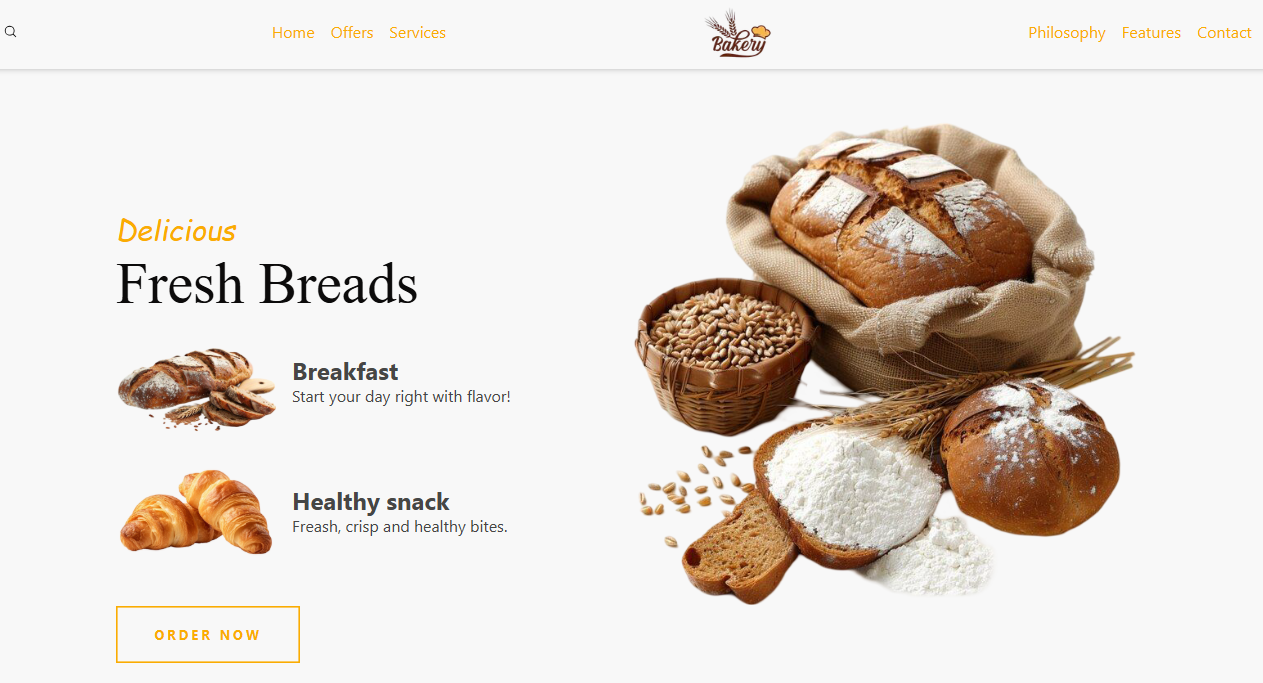 Home Offers Services Bakery Philosophy Features Contact
Delicious
Fresh Breads
Breakfast
Start your day right with flavor!
Healthy snack
Freash, crisp and healthy bites.
ORDER NOW